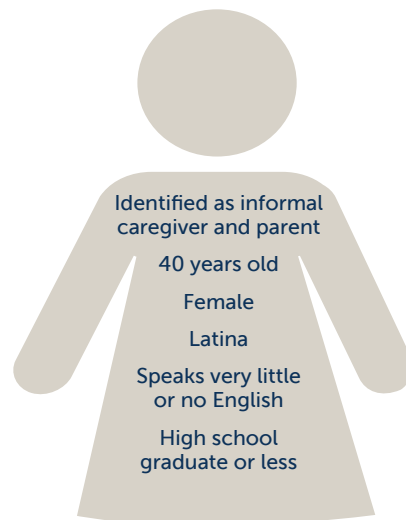 Identified as informal
caregiver and parent
40 years old
Female
Latina
Speaks very little
or no English
High school
graduate or less